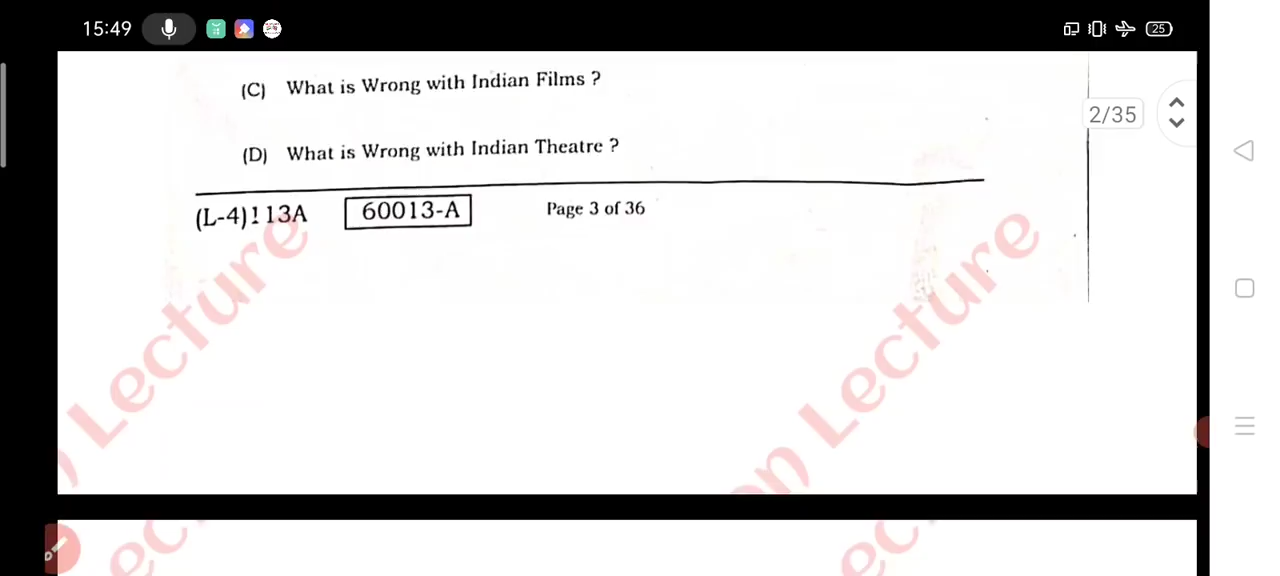 15:49
25
(C) What is Wrong with Indian Films ?
2/35
(D) What is Wrong with Indian Theatre ?
(L-4)113A 60013-A Page 3 of 36
Lecture
on Lecture